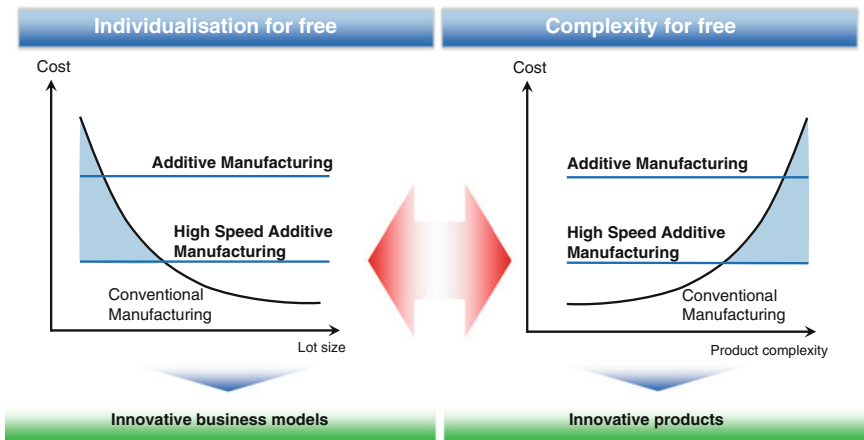 Individualisation for free
Cost
Additive Manufacturing
High Speed Additive
Manufacturing
Conventional
Manufacturing
Lot size
Innovative business models
Complexity for free
Cost
Additive Manufacturing
High Speed Additive
Manufacturing
Conventional
Manufacturing
Product complexity
Innovative products